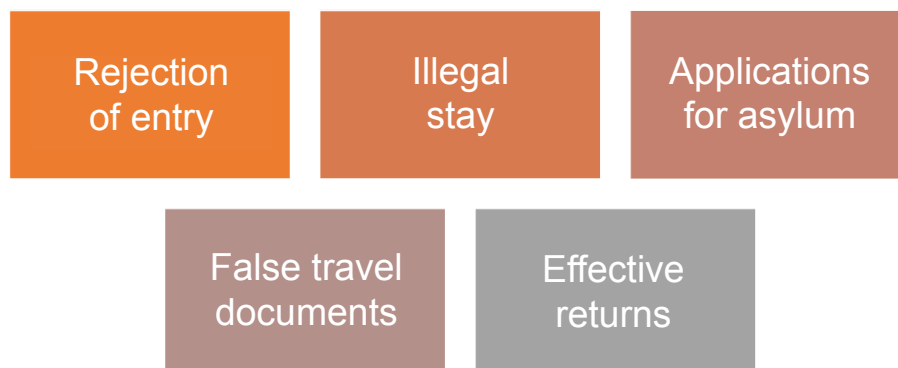 Rejection
of entry
Illegal
stay
Applications
for asylum
False travel
documents
Effective
returns